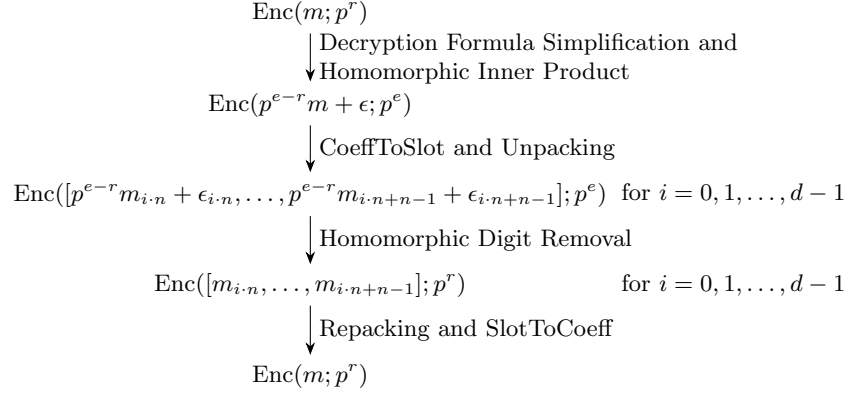 Enc(m; p^r)
Decryption Formula Simplification and
Homomorphic Inner Product
Enc(p^{e−r}m + ϵ; p^e)
CoeffToSlot and Unpacking
Enc([p^{e−r}m_{i·n} + ϵ_{i·n}, . . . , p^{e−r}m_{i·n+n−1} + ϵ_{i·n+n−1}]; p^e) for i = 0, 1, . . . , d − 1
Homomorphic Digit Removal
Enc([m_{i·n}, . . . , m_{i·n+n−1}]; p^r) for i = 0, 1, . . . , d − 1
Repacking and SlotToCoeff
Enc(m; p^r)